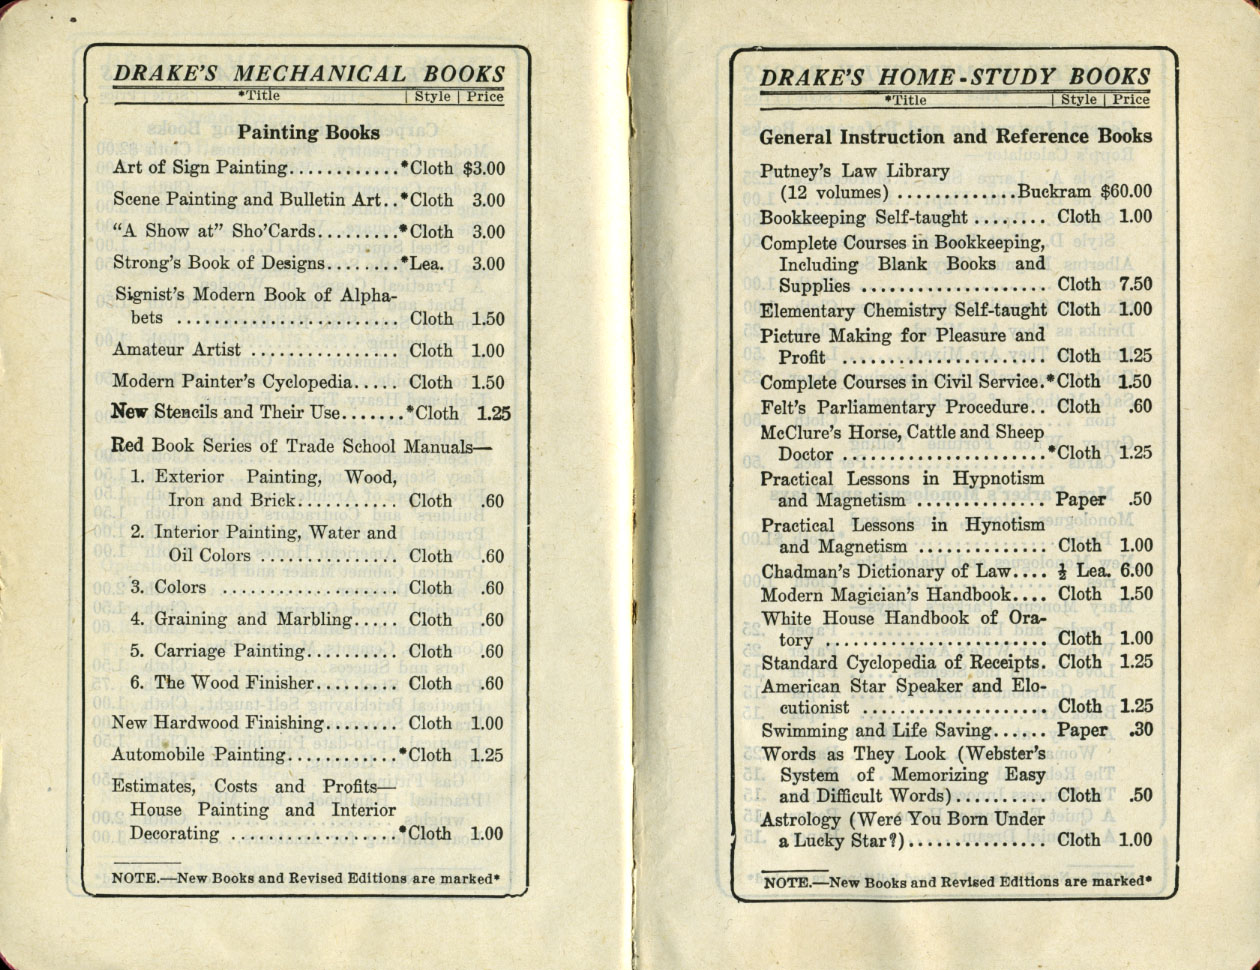 DRAKE'S MECHANICAL BOOKS
*Title | Style | Price
Painting Books
Art of Sign Painting............*Cloth $3.00
Scene Painting and Bulletin Art..*Cloth 3.00
“A Show at” Sho'Cards.........*Cloth 3.00
Strong's Book of Designs........*Lea. 3.00
Signist's Modern Book of Alpha-
bets ........................ Cloth 1.50
Amateur Artist ................ Cloth 1.00
Modern Painter's Cyclopedia..... Cloth 1.50
New Stencils and Their Use.......*Cloth 1.25
Red Book Series of Trade School Manuals—
1. Exterior Painting, Wood,
Iron and Brick............ Cloth .60
2. Interior Painting, Water and
Oil Colors ............... Cloth .60
3. Colors .................... Cloth .60
4. Graining and Marbling..... Cloth .60
5. Carriage Painting.......... Cloth .60
6. The Wood Finisher......... Cloth .60
New Hardwood Finishing........ Cloth 1.00
Automobile Painting............*Cloth 1.25
Estimates, Costs and Profits—
House Painting and Interior
Decorating ..................*Cloth 1.00
NOTE.—New Books and Revised Editions are marked*
DRAKE'S HOME-STUDY BOOKS
*Title | Style | Price
General Instruction and Reference Books
Putney's Law Library
(12 volumes) .............Buckram $60.00
Bookkeeping Self-taught ........ Cloth 1.00
Complete Courses in Bookkeeping,
Including Blank Books and
Supplies .................... Cloth 7.50
Elementary Chemistry Self-taught Cloth 1.00
Picture Making for Pleasure and
Profit ...................... Cloth 1.25
Complete Courses in Civil Service.*Cloth 1.50
Felt's Parliamentary Procedure.. Cloth .60
McClure's Horse, Cattle and Sheep
Doctor ......................*Cloth 1.25
Practical Lessons in Hypnotism
and Magnetism .............. Paper .50
Practical Lessons in Hynotism
and Magnetism .............. Cloth 1.00
Chadman's Dictionary of Law.... ½ Lea. 6.00
Modern Magician's Handbook.... Cloth 1.50
White House Handbook of Ora-
tory ........................ Cloth 1.00
Standard Cyclopedia of Receipts. Cloth 1.25
American Star Speaker and Elo-
cutionist .................... Cloth 1.25
Swimming and Life Saving...... Paper .30
Words as They Look (Webster's
System of Memorizing Easy
and Difficult Words).......... Cloth .50
Astrology (Were You Born Under
a Lucky Star?)............... Cloth 1.00
NOTE.—New Books and Revised Editions are marked*